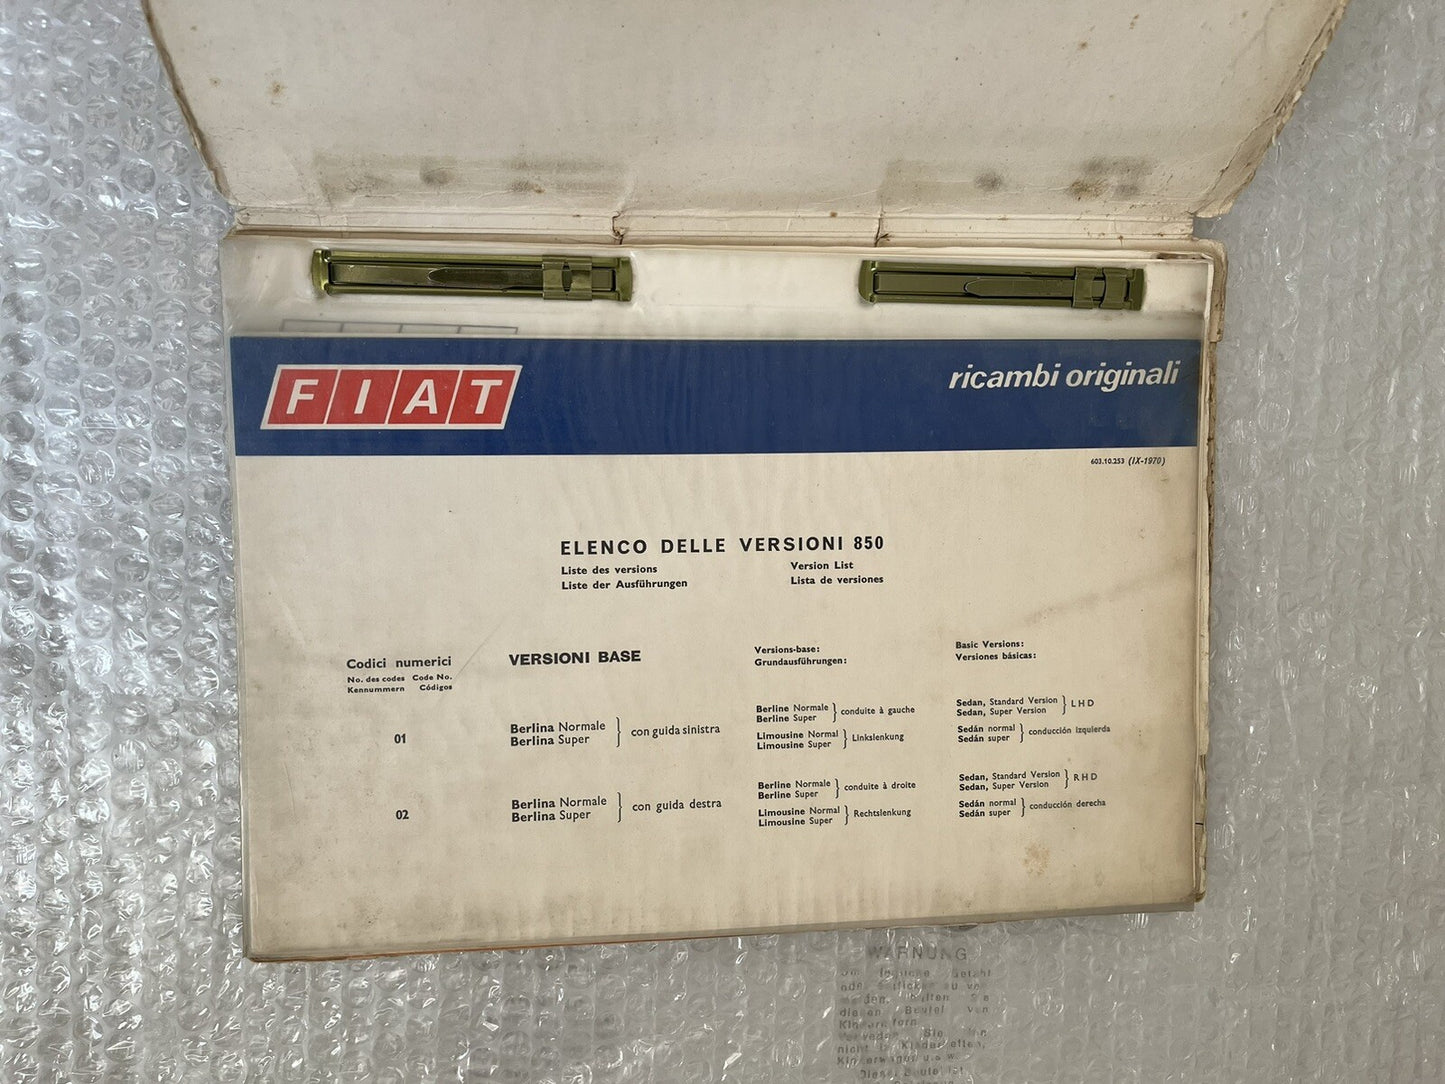 FIAT
ricambi originali
603.10.253 (IX-1970)
ELENCO DELLE VERSIONI 850
Liste des versions
Liste der Ausführungen
Version List
Lista de versiones
Codici numerici
No. des codes Code No.
Kennummern Códigos
VERSIONI BASE
Versions-base:
Grundausführungen:
Basic Versions:
Versiones básicas:
01
Berlina Normale
Berlina Super
con guida sinistra
Berline Normale
Berline Super
conduite à gauche
Limousine Normal
Limousine Super
Linkslenkung
Sedan, Standard Version
Sedan, Super Version
LHD
Sedán normal
Sedán super
conducción izquierda
02
Berlina Normale
Berlina Super
con guida destra
Berline Normale
Berline Super
conduite à droite
Limousine Normal
Limousine Super
Rechtslenkung
Sedan, Standard Version
Sedan, Super Version
RHD
Sedán normal
Sedán super
conducción derecha
WARNUNG